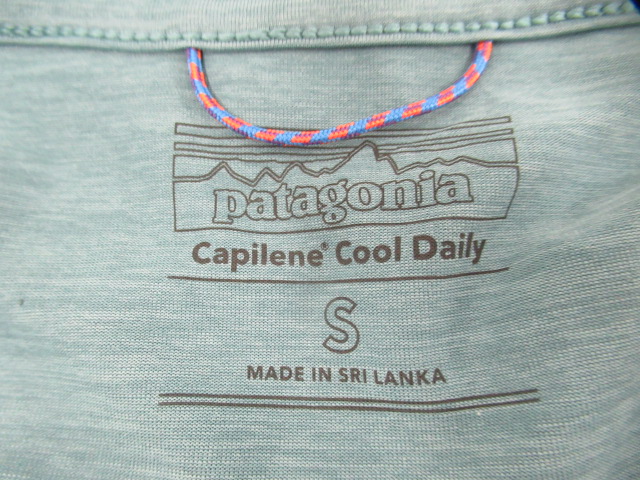 patagonia
Capilene® Cool Daily
S
MADE IN SRI LANKA